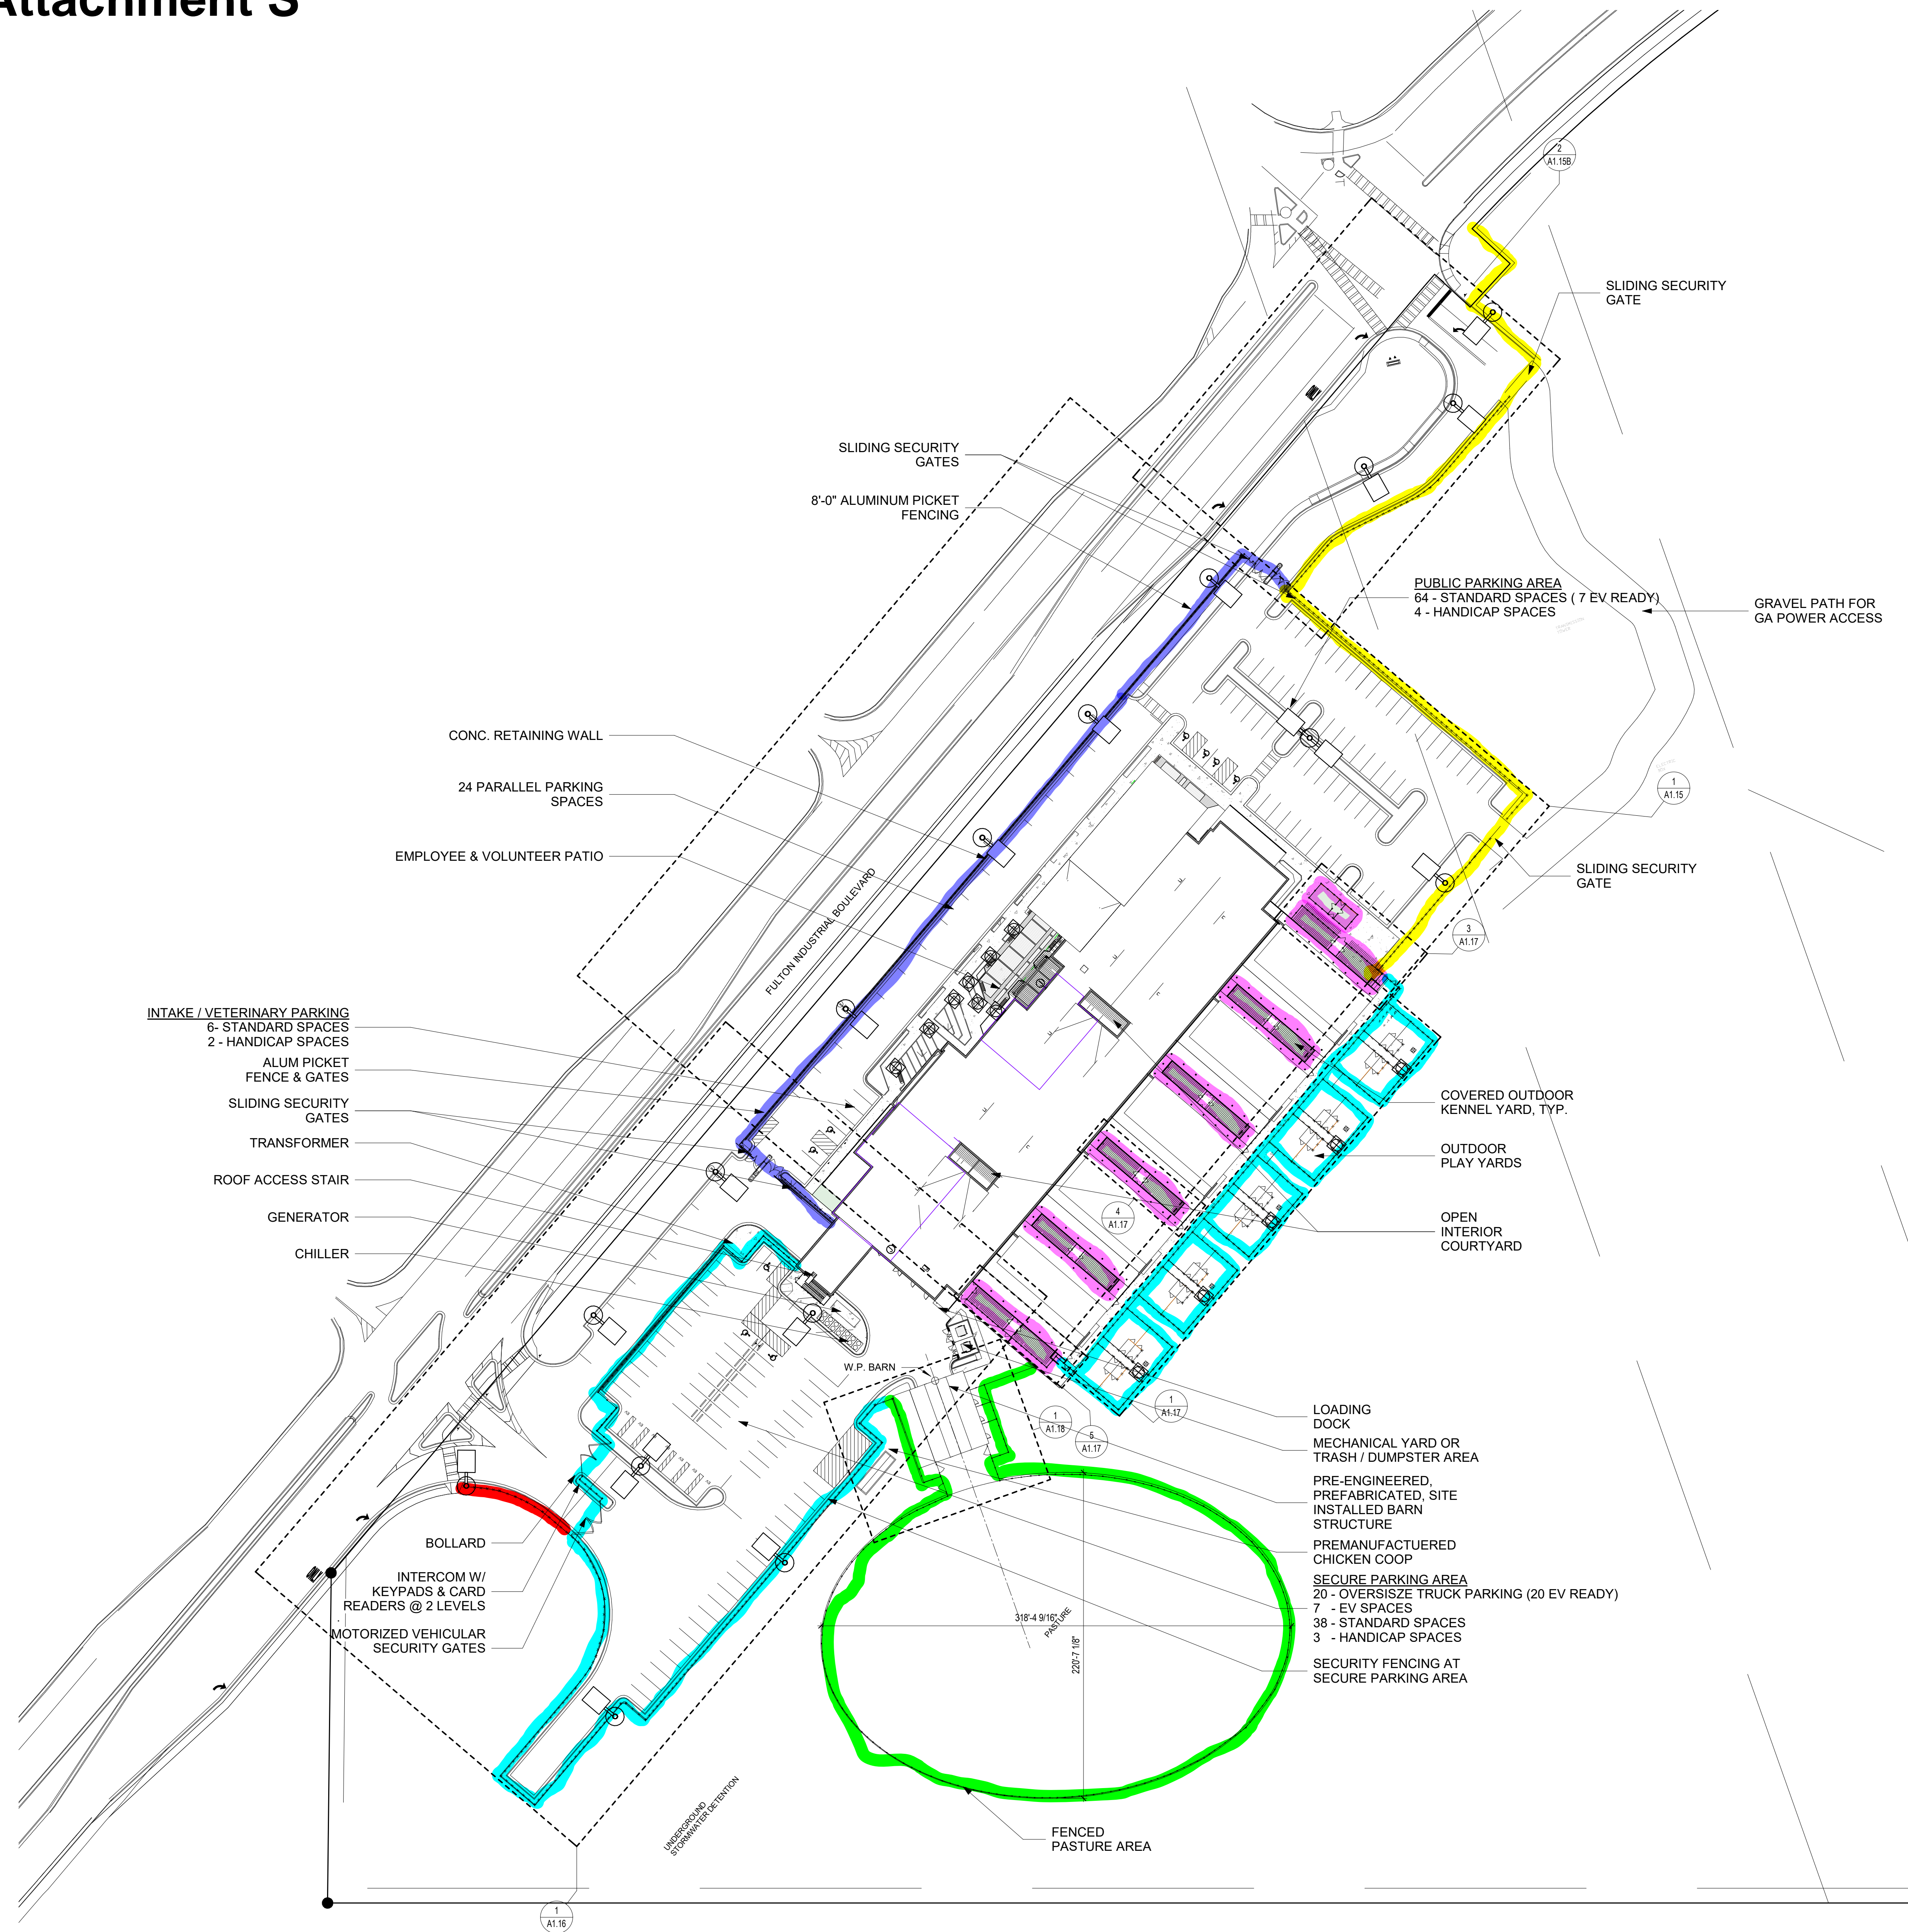 Attachment S
2
A1.15B
SLIDING SECURITY
GATE
SLIDING SECURITY
GATES
8'-0" ALUMINUM PICKET
FENCING
PUBLIC PARKING AREA
64 - STANDARD SPACES ( 7 EV READY)
4 - HANDICAP SPACES
GRAVEL PATH FOR
GA POWER ACCESS
CONC. RETAINING WALL
24 PARALLEL PARKING
SPACES
EMPLOYEE & VOLUNTEER PATIO
1
A1.15
SLIDING SECURITY
GATE
FULTON INDUSTRIAL BOULEVARD
3
A1.17
INTAKE / VETERINARY PARKING
6- STANDARD SPACES
2 - HANDICAP SPACES
ALUM PICKET
FENCE & GATES
SLIDING SECURITY
GATES
TRANSFORMER
ROOF ACCESS STAIR
GENERATOR
CHILLER
COVERED OUTDOOR
KENNEL YARD, TYP.
OUTDOOR
PLAY YARDS
OPEN
INTERIOR
COURTYARD
4
A1.17
W.P. BARN
1
A1.17
1
A1.18
5
A1.17
LOADING
DOCK
MECHANICAL YARD OR
TRASH / DUMPSTER AREA
PRE-ENGINEERED,
PREFABRICATED, SITE
INSTALLED BARN
STRUCTURE
PREMANUFACTUERED
CHICKEN COOP
SECURE PARKING AREA
20 - OVERSISZE TRUCK PARKING (20 EV READY)
7 - EV SPACES
38 - STANDARD SPACES
3 - HANDICAP SPACES
SECURITY FENCING AT
SECURE PARKING AREA
BOLLARD
INTERCOM W/
KEYPADS & CARD
READERS @ 2 LEVELS
MOTORIZED VEHICULAR
SECURITY GATES
318'-4 9/16"
PASTURE
220'-7 1/8"
UNDERGROUND
STORMWATER DETENTION
FENCED
PASTURE AREA
1
A1.16